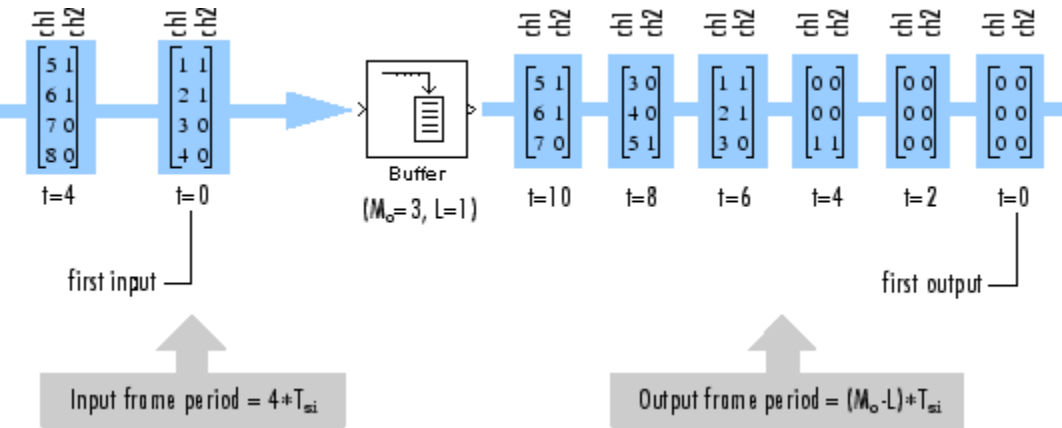 ch1 ch2 ch1 ch2 ch1 ch2 ch1 ch2 ch1 ch2 ch1 ch2 ch1 ch2 ch1 ch2
5 1 1 1 5 1 3 0 1 1 0 0 0 0 0 0
6 1 2 1 6 1 4 0 2 1 0 0 0 0 0 0
7 0 3 0 7 0 5 1 3 0 1 1 0 0 0 0
8 0 4 0
Buffer
t=4 t=0 (Mo=3, L=1) t=10 t=8 t=6 t=4 t=2 t=0
first input first output
Input frame period = 4*Tsi Output frame period = (Mo-L)*Tsi